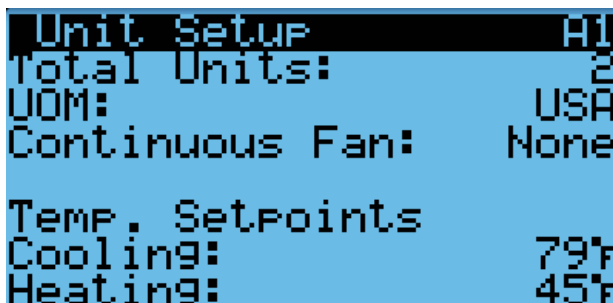 Unit Setup A1
Total Units: 2
UOM: USA
Continuous Fan: None
Temp. Setpoints
Cooling: 79°F
Heating: 45°F